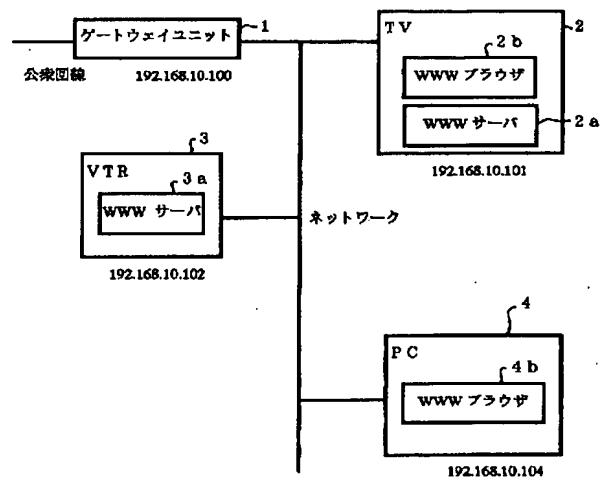 ゲートウェイユニット
1
公衆回線
192.168.10.100
TV
2
2b
WWW ブラウザ
WWW サーバ
2a
192.168.10.101
3
VTR
3a
WWW サーバ
192.168.10.102
ネットワーク
4
PC
4b
WWW ブラウザ
192.168.10.104